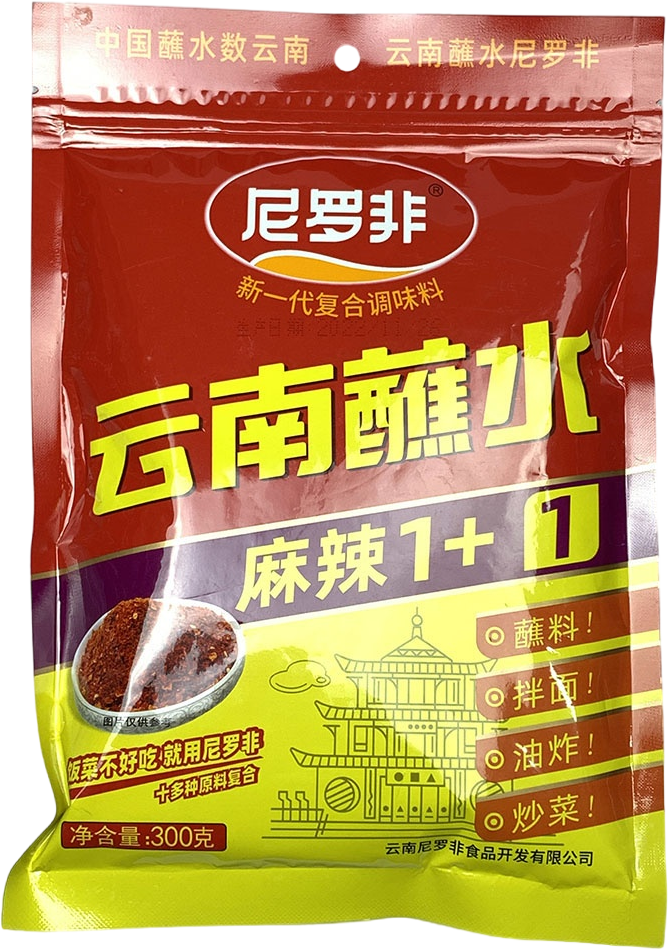 中国蘸水数云南 云南蘸水尼罗非
尼罗非®
新一代复合调味料
生产日期 2022/11/26
云南蘸水
麻辣1+1
蘸料！
拌面！
油炸！
炒菜！
图片仅供参考
饭菜不好吃 就用尼罗非
十多种原料复合
净含量:300克
云南尼罗非食品开发有限公司